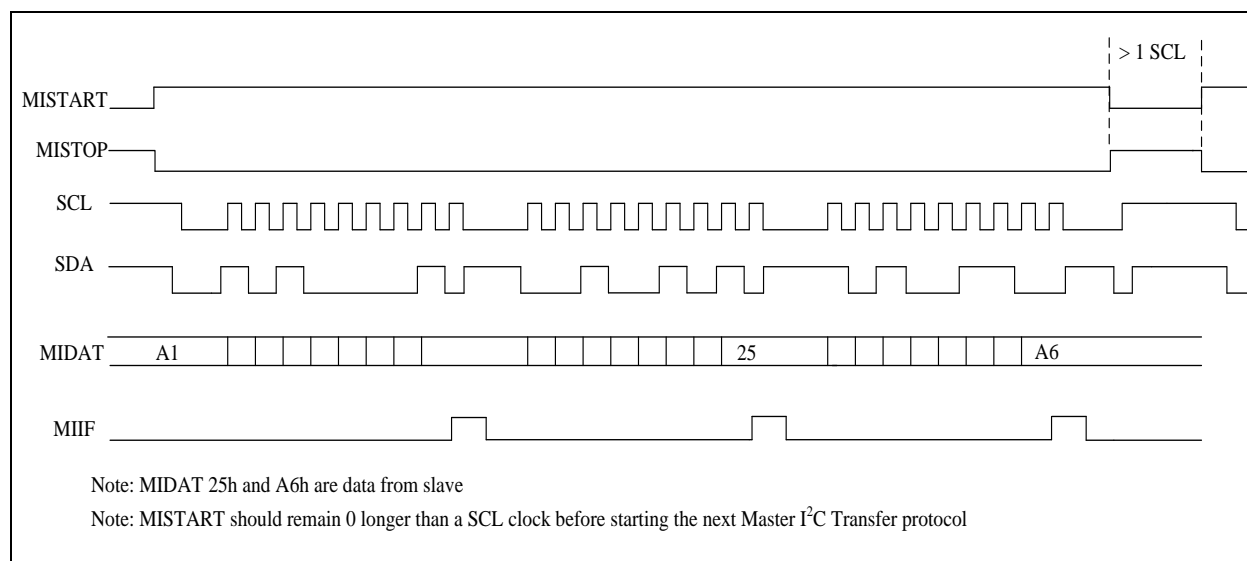 > 1 SCL
MISTART
MISTOP
SCL
SDA
MIDAT A1 25 A6
MIIF
Note: MIDAT 25h and A6h are data from slave
Note: MISTART should remain 0 longer than a SCL clock before starting the next Master I²C Transfer protocol